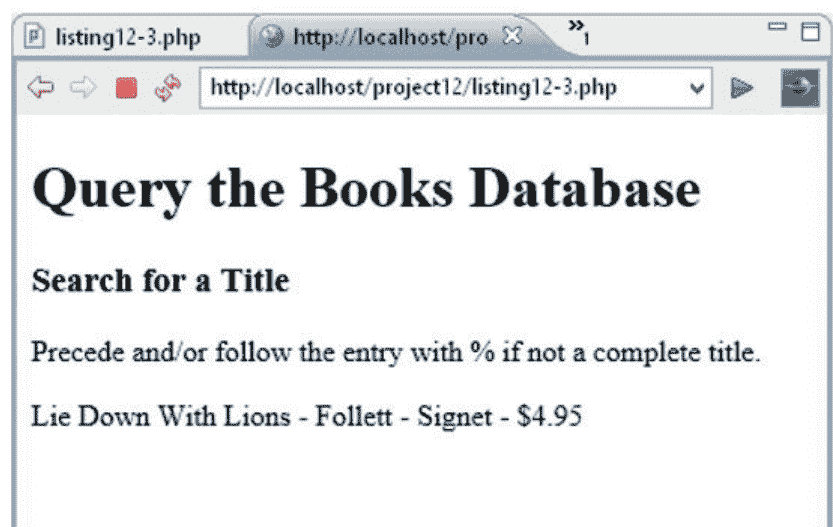 listing12-3.php
http://localhost/pro
»1
http://localhost/project12/listing12-3.php
Query the Books Database
Search for a Title
Precede and/or follow the entry with % if not a complete title.
Lie Down With Lions - Follett - Signet - $4.95